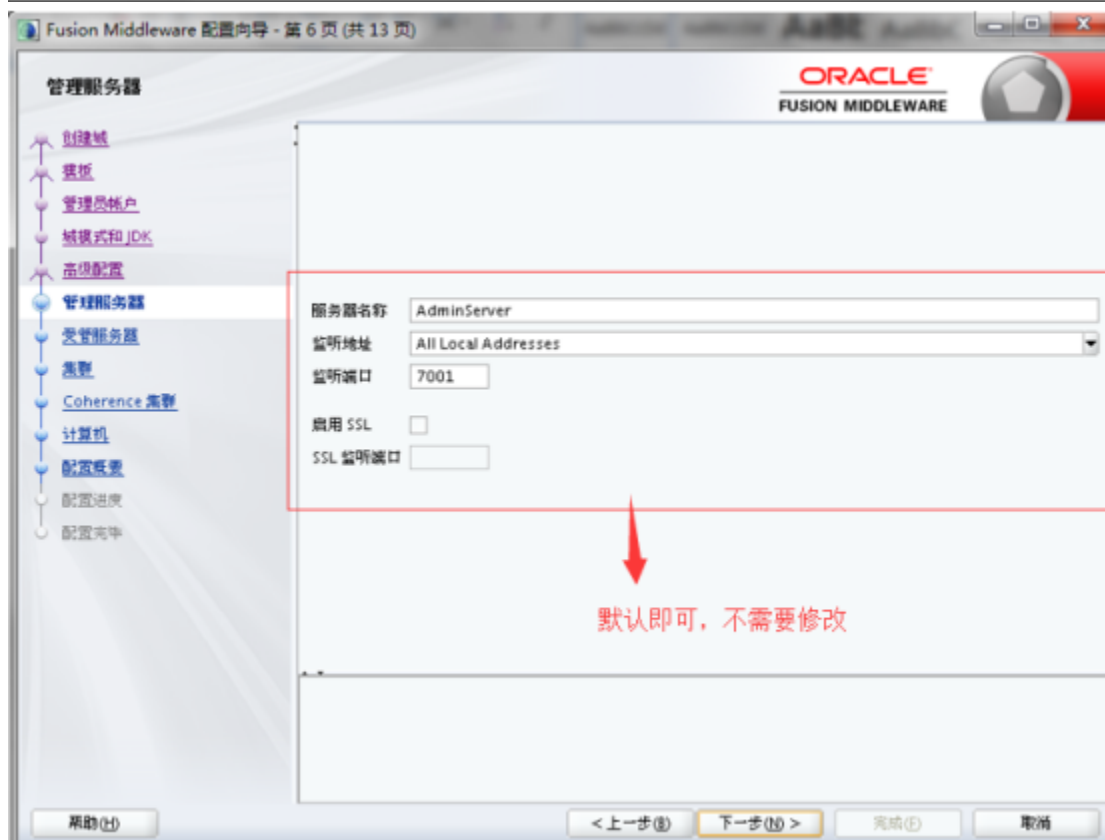 Fusion Middleware 配置向导 - 第 6 页 (共 13 页)
管理服务器
ORACLE
FUSION MIDDLEWARE
创建域
模板
管理员帐户
域模式和 JDK
高级配置
管理服务器
受管服务器
集群
Coherence 集群
计算机
配置概要
配置进度
配置完毕
服务器名称 AdminServer
监听地址 All Local Addresses
监听端口 7001
启用 SSL
SSL 监听端口
默认即可，不需要修改
帮助(H) <上一步(B) 下一步(N)> 完成(F) 取消